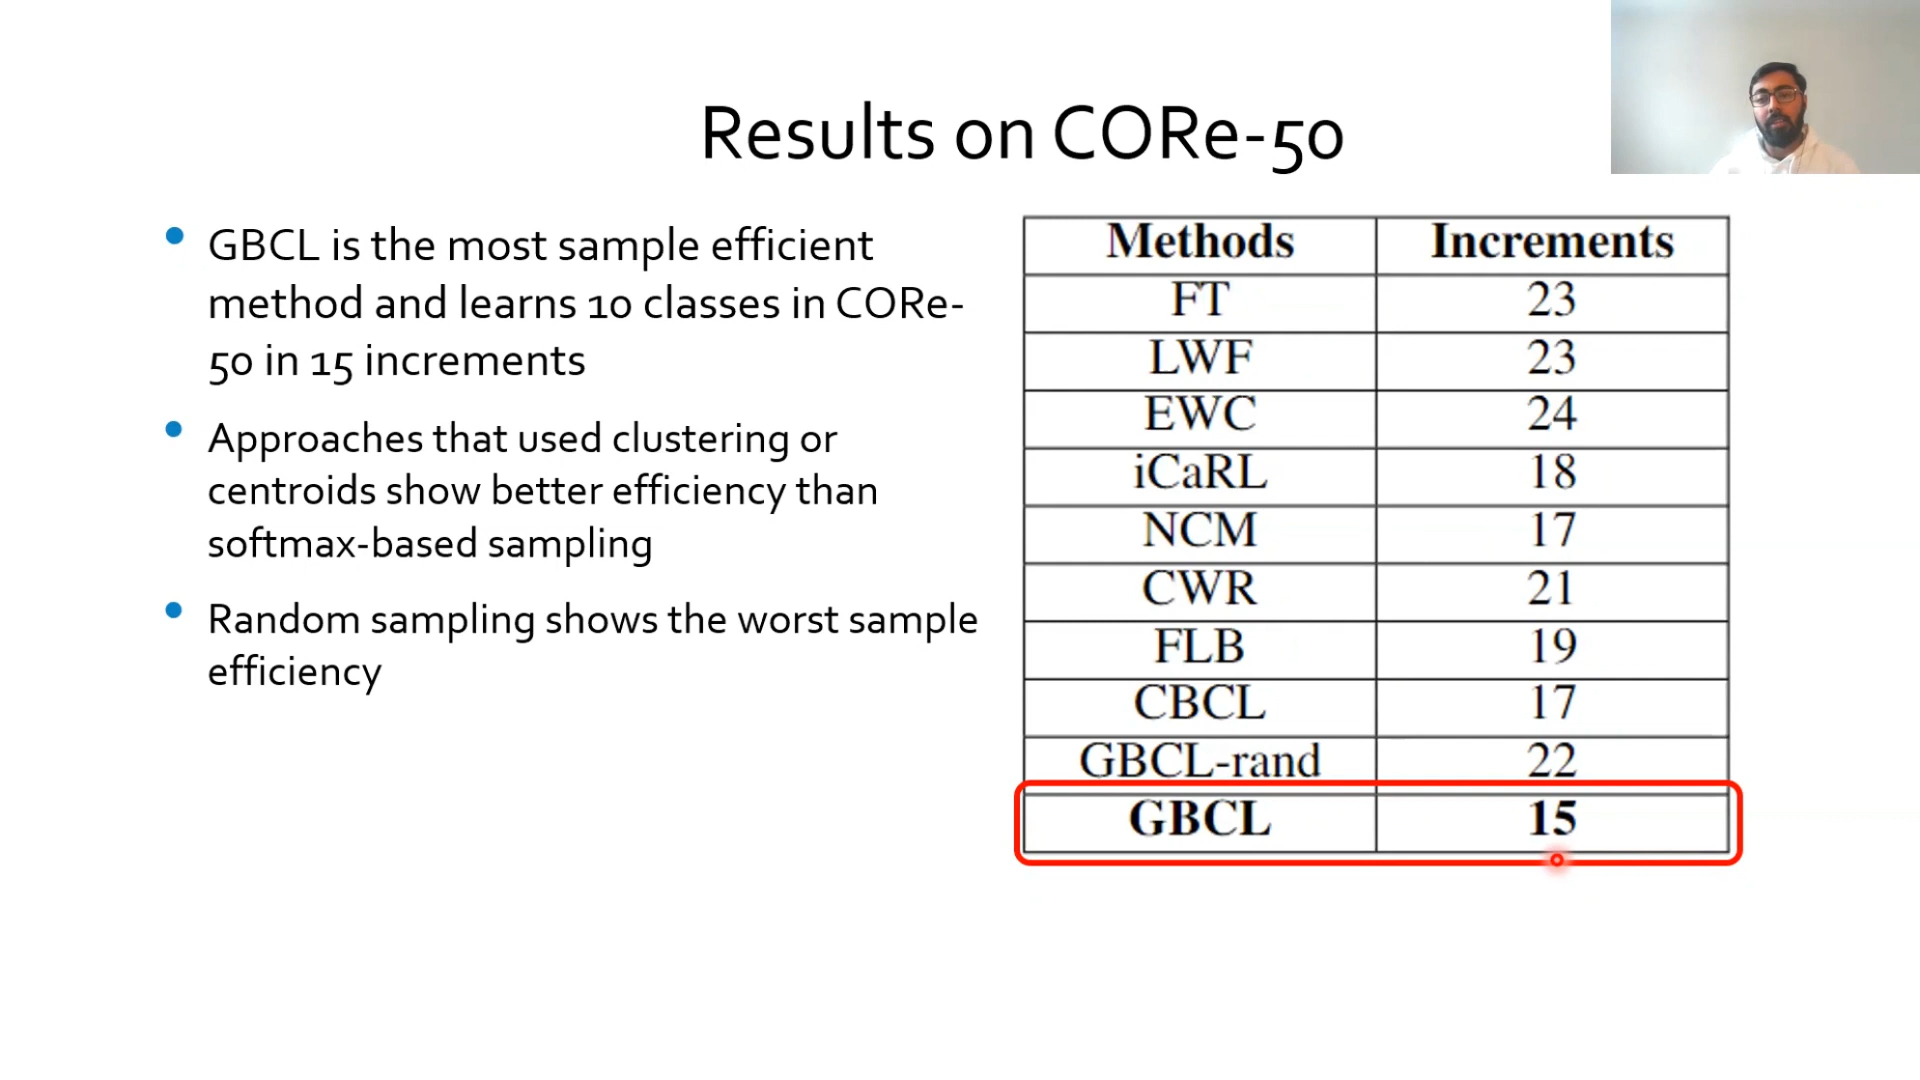 Results on CORe-50
GBCL is the most sample efficient
method and learns 10 classes in CORe-
50 in 15 increments
Approaches that used clustering or
centroids show better efficiency than
softmax-based sampling
Random sampling shows the worst sample
efficiency
Methods Increments
FT 23
LWF 23
EWC 24
iCaRL 18
NCM 17
CWR 21
FLB 19
CBCL 17
GBCL-rand 22
GBCL 15